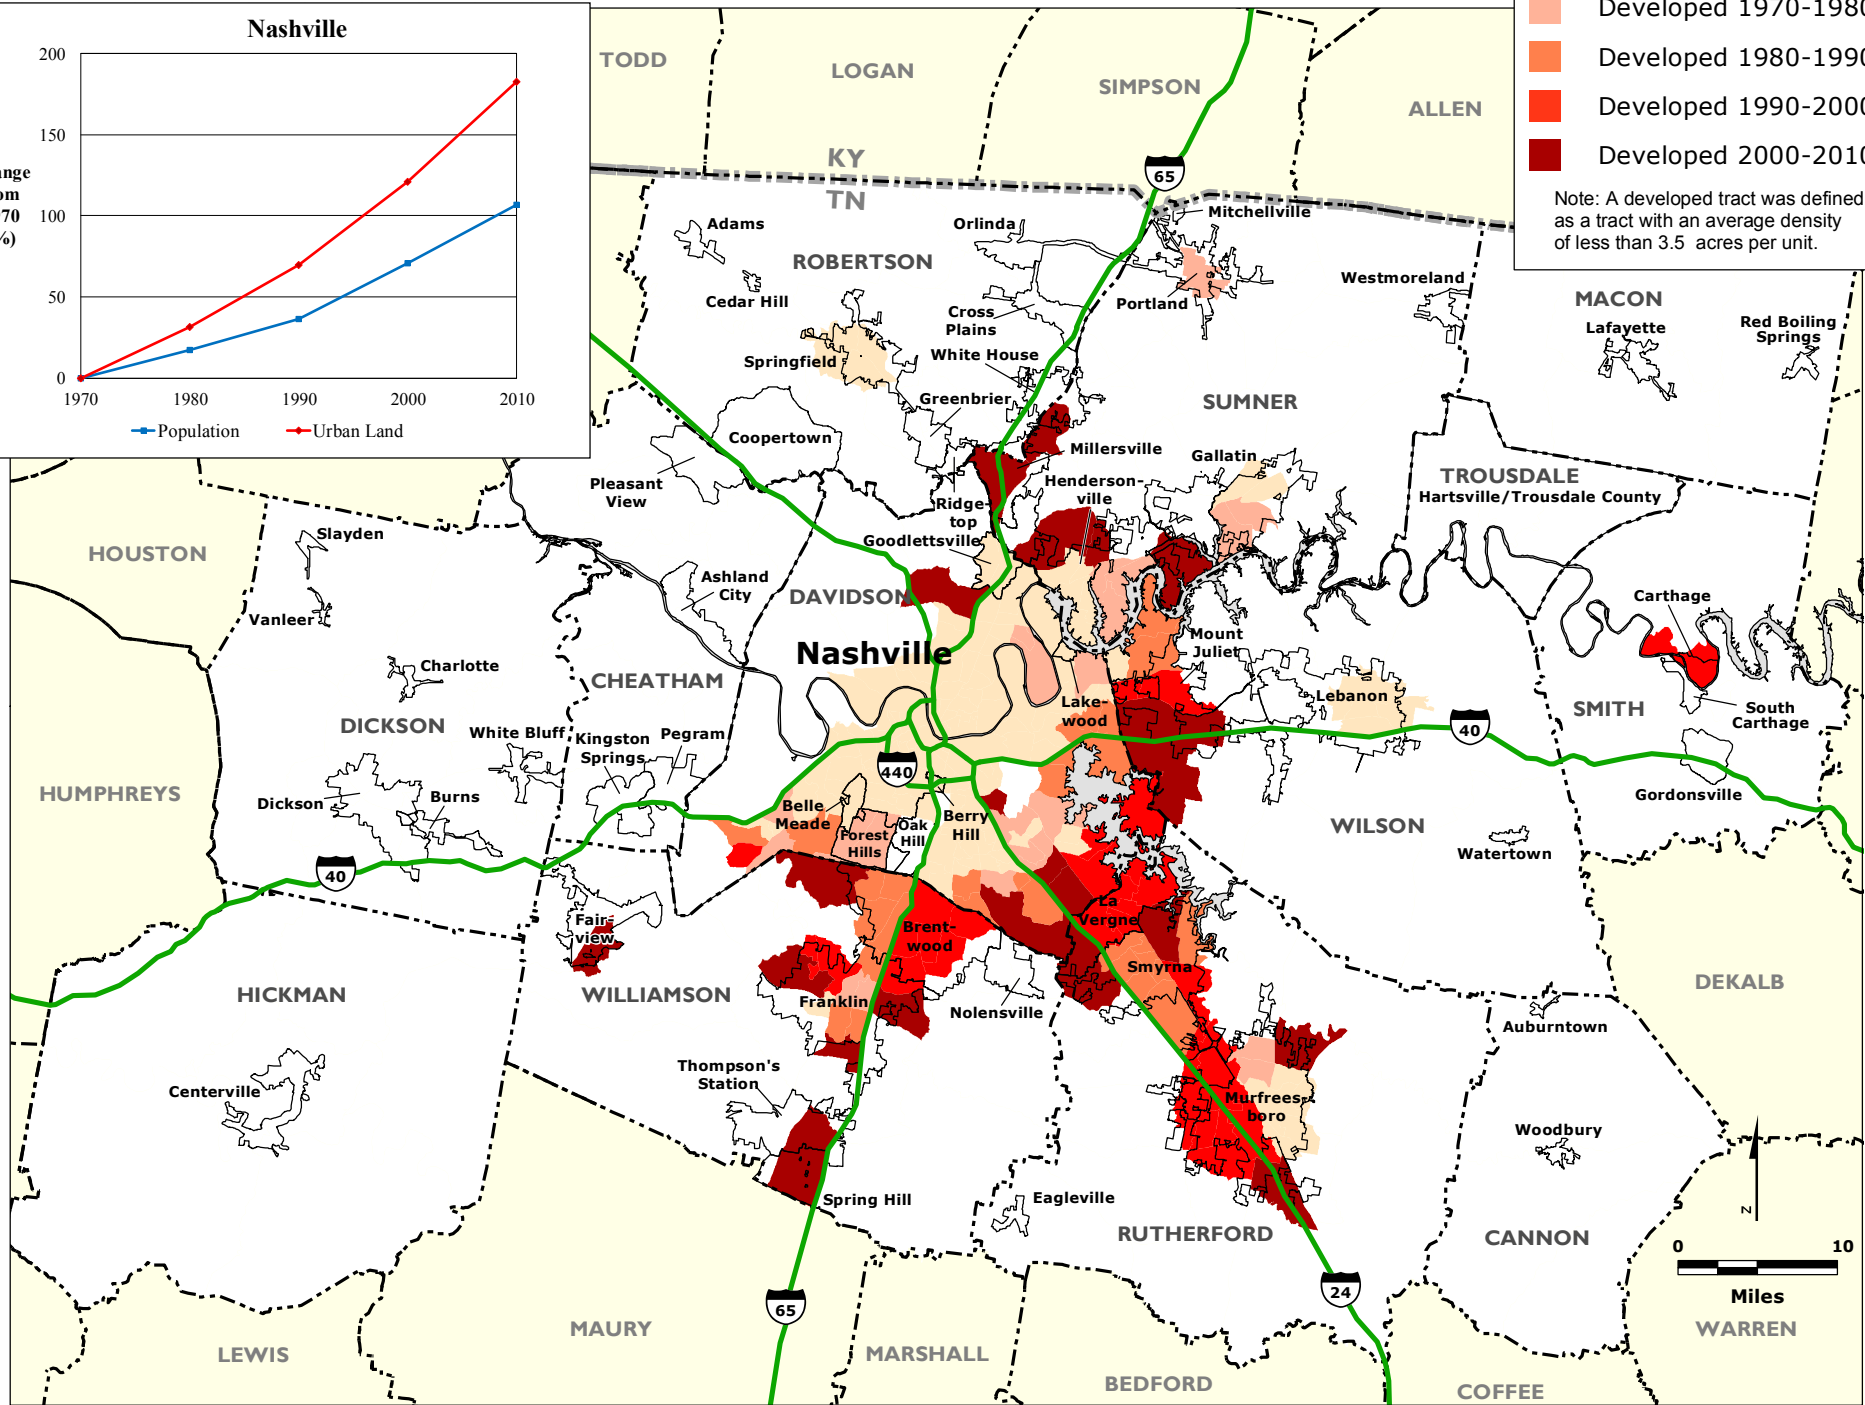 Nashville
200
150
100
50
0
1970
1980
1990
2000
2010
Population
Urban Land
Developed 1970-1980
Developed 1980-1990
Developed 1990-2000
Developed 2000-2010
Note: A developed tract was defined
as a tract with an average density
of less than 3.5 acres per unit.
TODD
LOGAN
SIMPSON
ALLEN
KY
TN
65
Adams
Orlinda
Mitchellville
ROBERTSON
Cedar Hill
Portland
Westmoreland
MACON
Lafayette
Red Boiling
Springs
Cross
Plains
Springfield
White House
Greenbrier
SUMNER
Coopertown
Millersville
Gallatin
TROUSDALE
Hartsville/Trousdale County
Pleasant
View
Henderson-
ville
Ridge-
top
Goodlettsville
HOUSTON
Slayden
Ashland
City
DAVIDSON
Vanleer
Carthage
Mount
Juliet
Nashville
Charlotte
CHEATHAM
Lebanon
Lake-
wood
SMITH
South
Carthage
DICKSON
White Bluff
Kingston
Springs
Pegram
40
440
HUMPHREYS
Dickson
Burns
Gordonsville
Belle
Meade
Forest
Hills
Oak
Hill
Berry
Hill
WILSON
Watertown
40
Fair-
view
Brent-
wood
La
Vergne
Smyrna
DEKALB
HICKMAN
WILLIAMSON
Franklin
Nolensville
Auburntown
Thompson's
Station
Centerville
Murfrees-
boro
Woodbury
Spring Hill
Eagleville
RUTHERFORD
CANNON
N
0
10
Miles
65
24
LEWIS
MAURY
MARSHALL
BEDFORD
COFFEE
WARREN